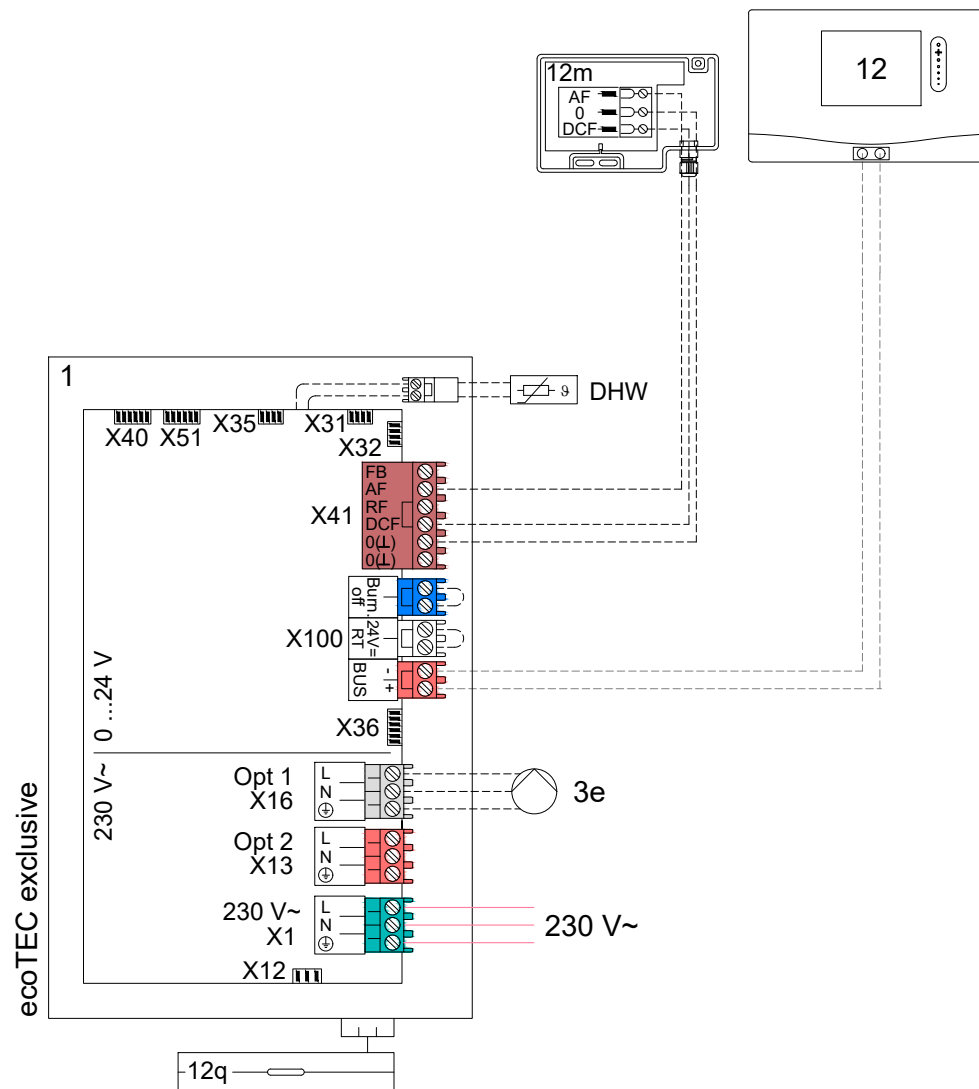 12m
AF
0
DCF
12
1
DHW
X40
X51
X35
X31
X32
X41
FB
AF
RF
DCF
0(⊥)
0(⊥)
Burn.
off
X100
24V=
RT
BUS
- +
X36
0 ...24 V
230 V~
Opt 1
X16
L
N
3e
Opt 2
X13
L
N
230 V~
X1
L
N
230 V~
X12
ecoTEC exclusive
12q